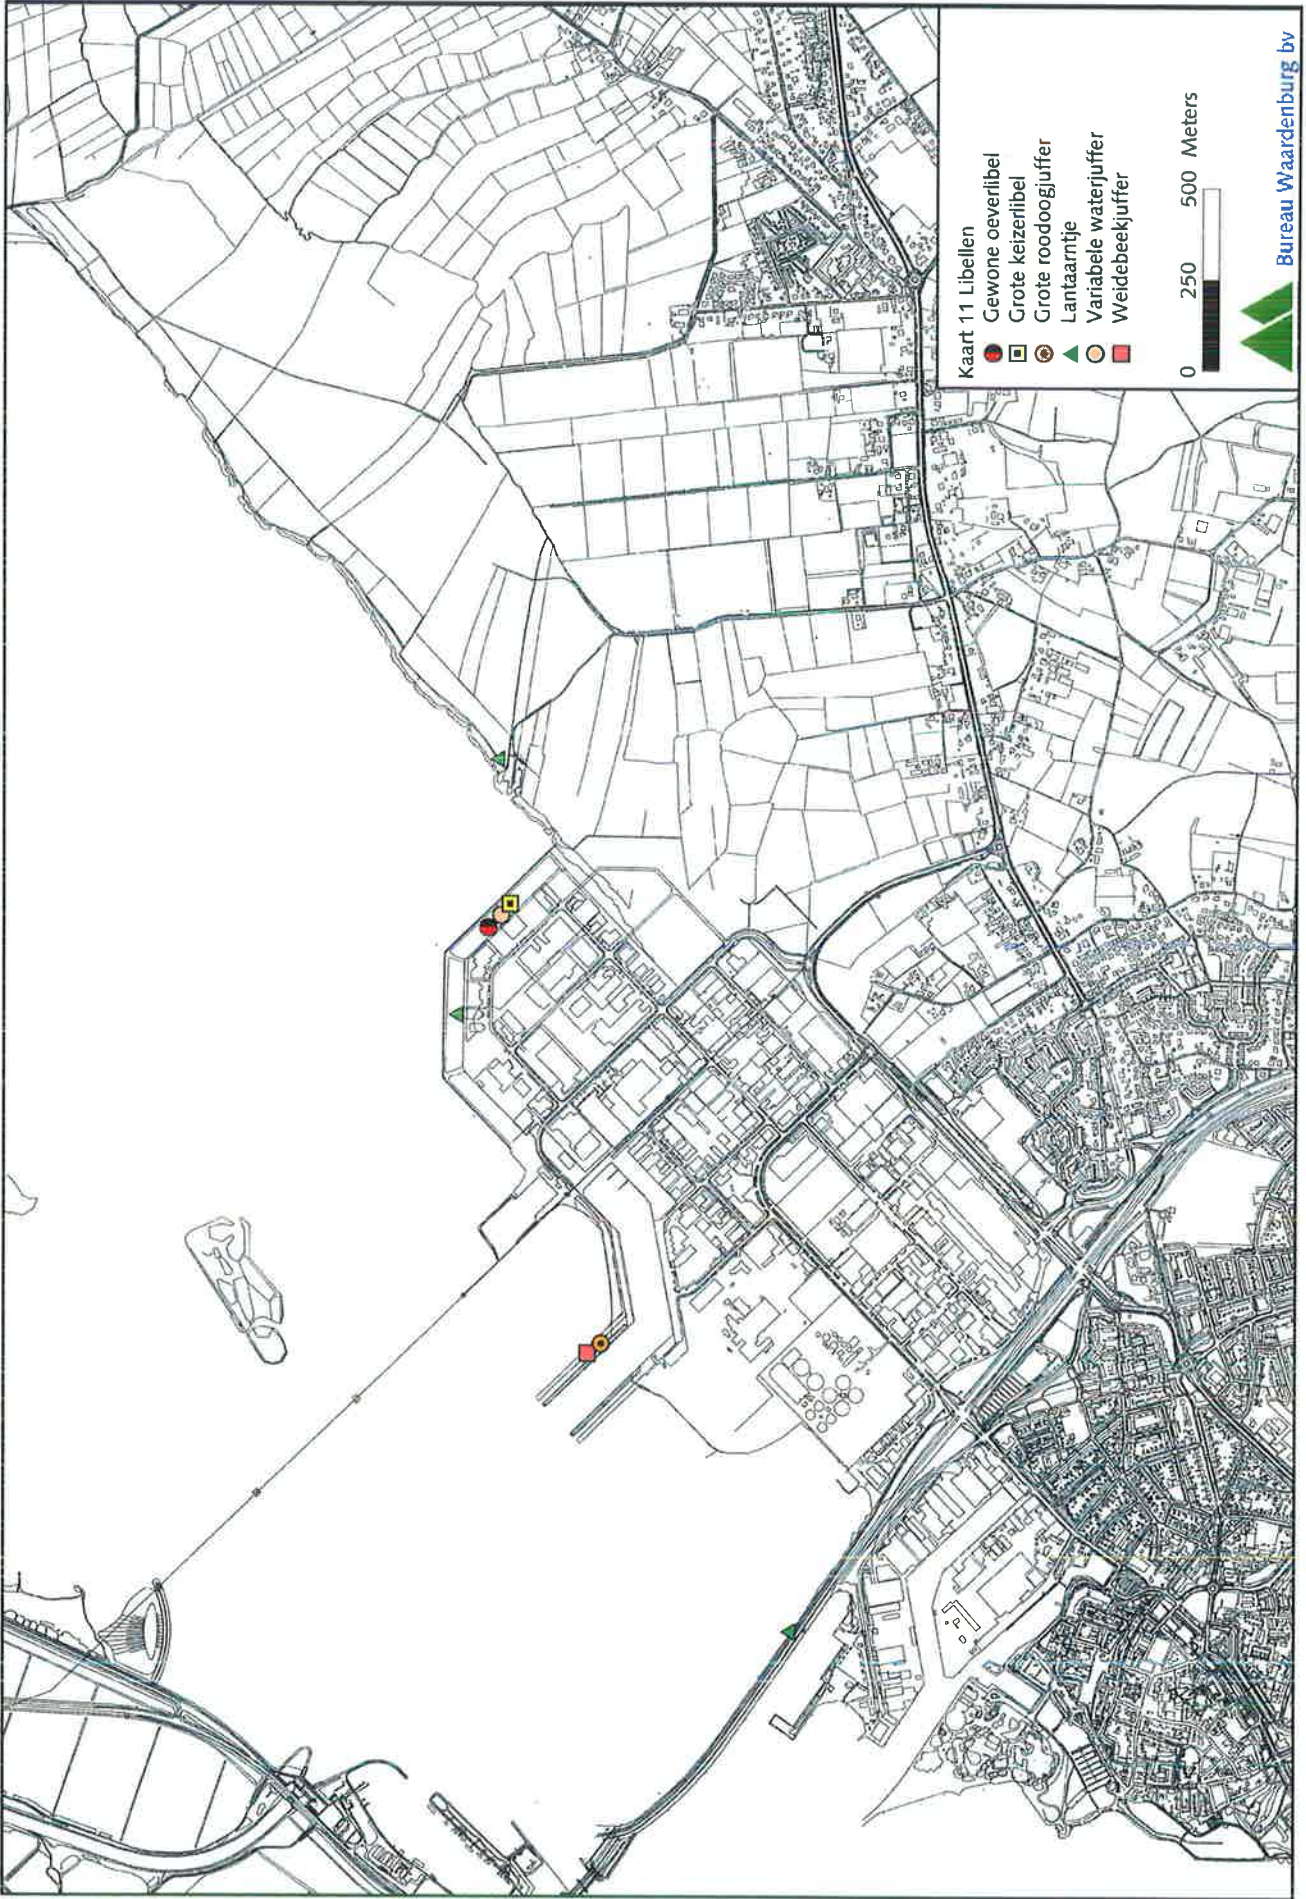 Kaart 11 Libellen
Gewone oeverlibel
Grote keizerlibel
Grote roodoogjuffer
Lantaarntje
Variabele waterjuffer
Weidebeekjuffer
0 250 500 Meters
Bureau Waardenburg bv